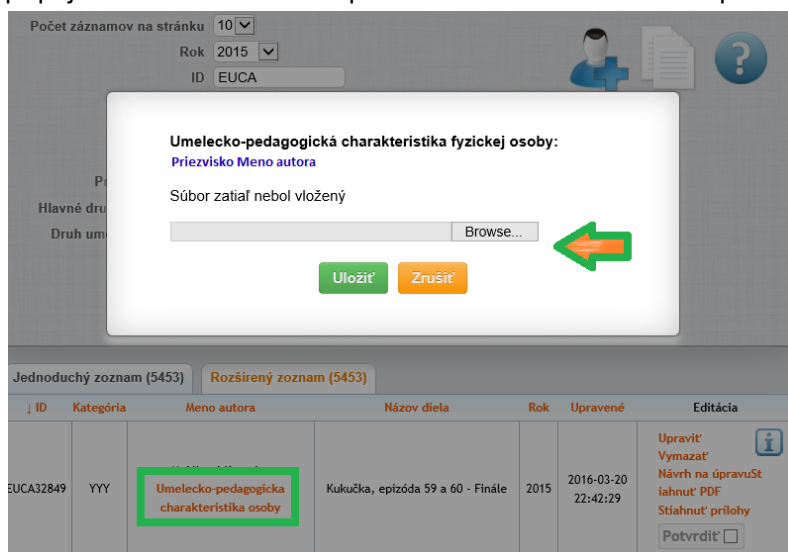 Počet záznamov na stránku 10
Rok 2015
ID EUCA
Umelecko-pedagogická charakteristika fyzickej osoby:
Priezvisko Meno autora
Súbor zatiaľ nebol vložený
Hlavné dru
Druh um
Browse...
Uložiť Zrušiť
Jednoduchý zoznam (5453) Rozšírený zoznam (5453)
↓ ID Kategória Meno autora Názov diela Rok Upravené Editácia
EUCA32849 YYY Umelecko-pedagogicka Kukučka, epizóda 59 a 60 - Finále 2015 2016-03-20 Upraviť
charakteristika osoby 22:42:29 Vymazať
Návrh na úpravuSt
iahnuť PDF
Stiahnuť prílohy
Potvrdiť